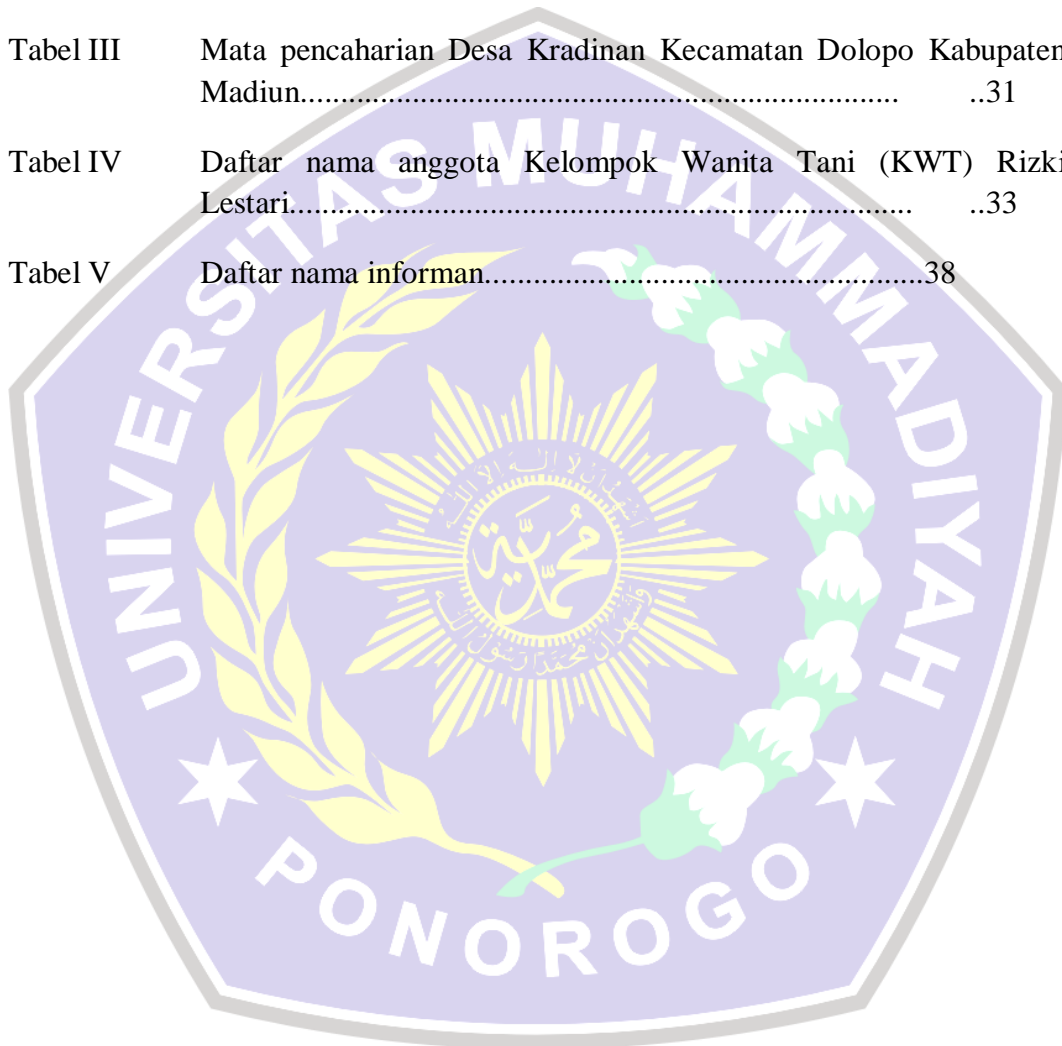 Tabel III Mata pencaharian Desa Kradinan Kecamatan Dolopo Kabupaten
Madiun.................................................................... ..31
Tabel IV Daftar nama anggota Kelompok Wanita Tani (KWT) Rizki
Lestari...................................................................... ..33
Tabel V Daftar nama informan..................................................38
UNIVERSITAS MUHAMMADIYAH
PONOROGO
محمدية